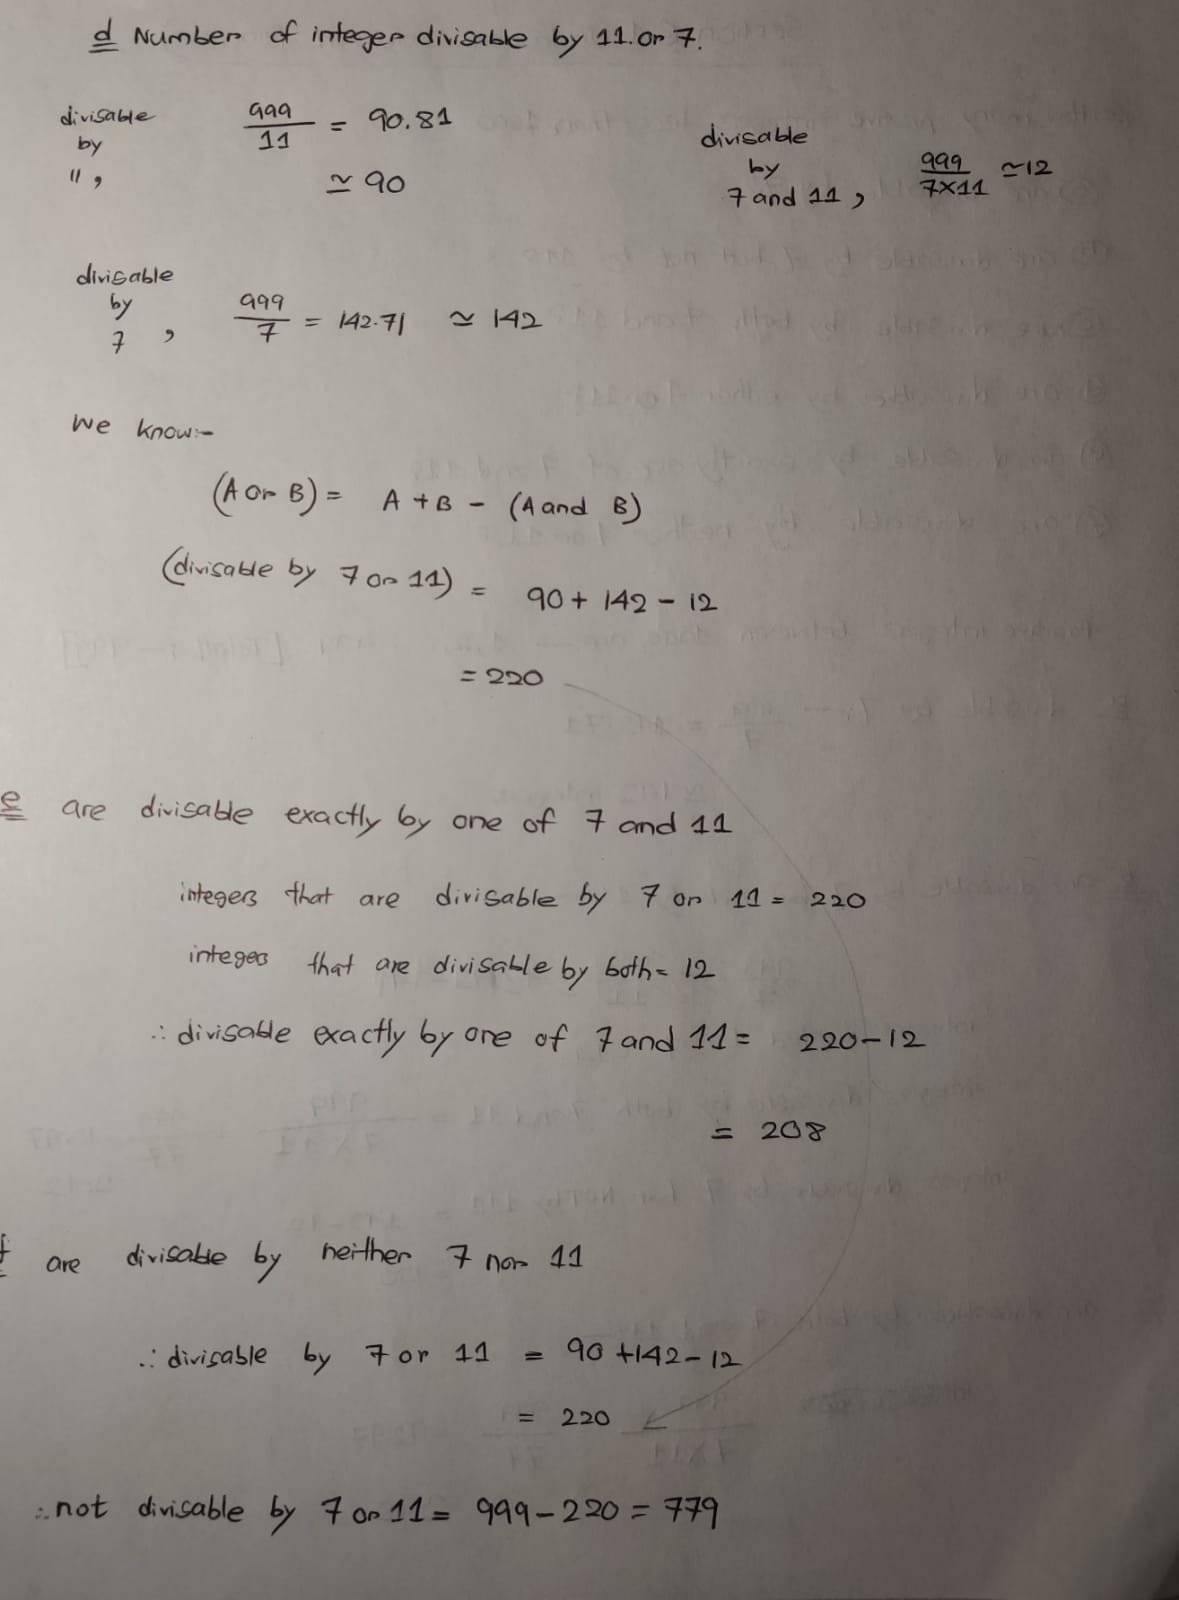 d Number of integer divisable by 11. or 7.
divisable by 11, 999/11 = 90.81
≃ 90
divisable by 7 and 11, 999/7×11 ≃ 12
divisable by 7, 999/7 = 142.71 ≃ 142
We know:-
(A or B) = A + B - (A and B)
(divisable by 7 or 11) = 90 + 142 - 12
= 220
e are divisable exactly by one of 7 and 11
integers that are divisable by 7 or 11 = 220
integers that are divisable by both = 12
∴ divisable exactly by one of 7 and 11 = 220-12
= 208
f are divisable by neither 7 nor 11
∴ divisable by 7 or 11 = 90 +142-12
= 220
∴ not divisable by 7 or 11 = 999-220 = 779